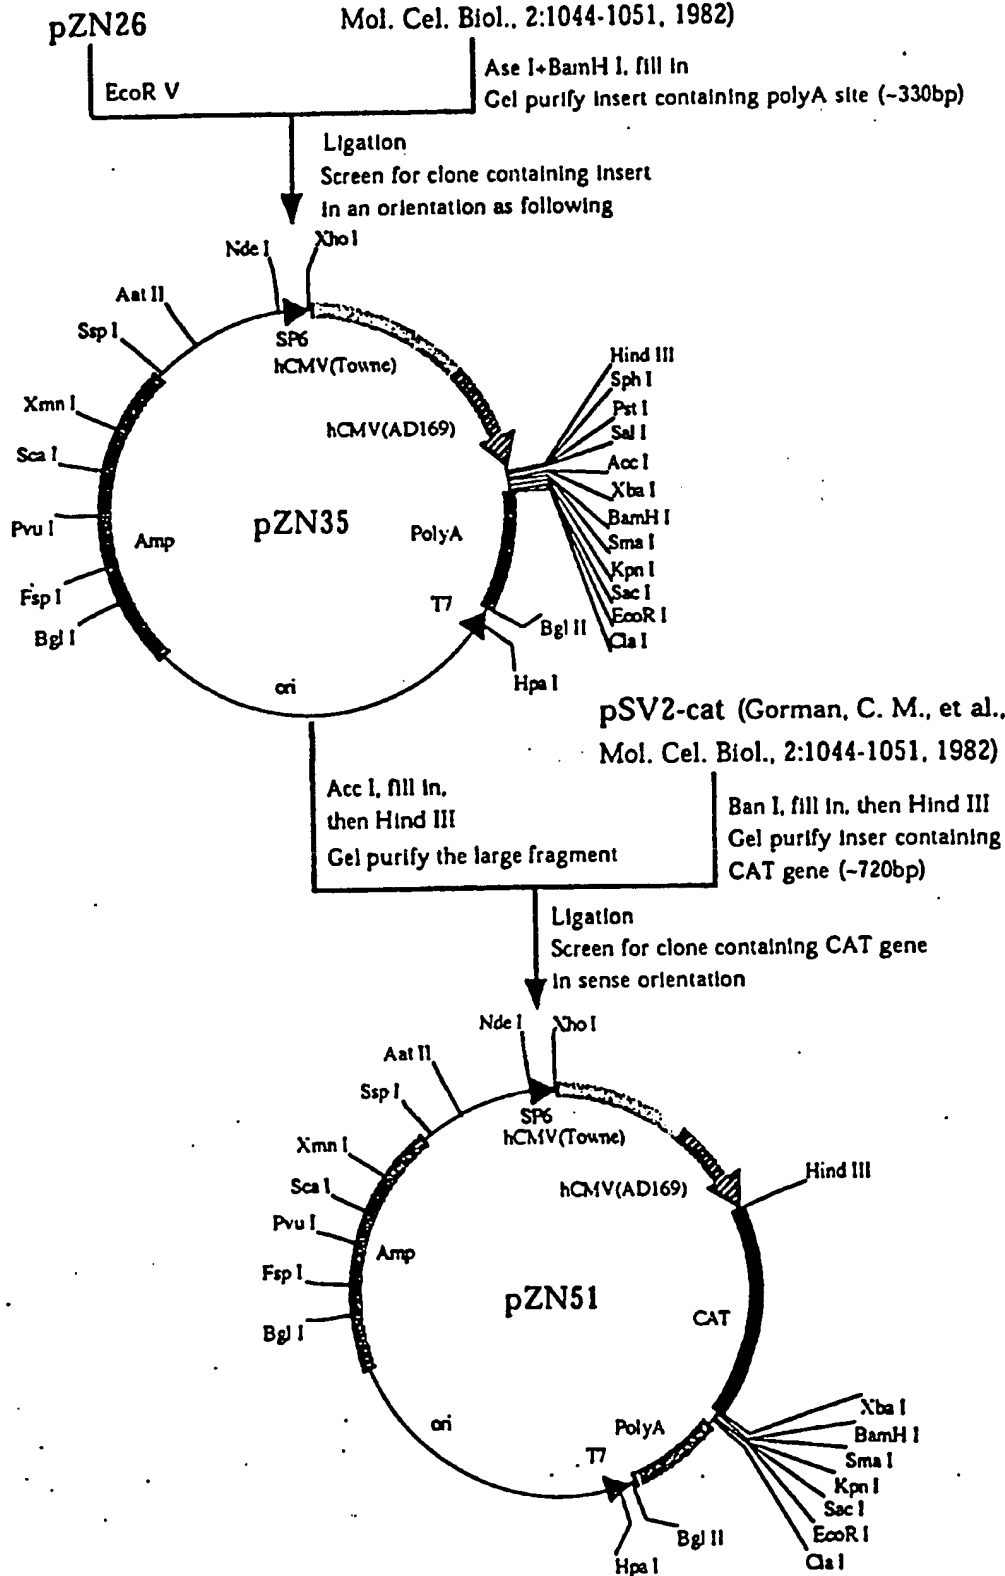 pZN26
Mol. Cel. Biol., 2:1044-1051, 1982)
EcoR V
Ase I+BamH I, fill in
Gel purify insert containing polyA site (~330bp)
Ligation
Screen for clone containing insert
in an orientation as following
Nde I
Xho I
Aat II
Ssp I
Xmn I
Sca I
Pvu I
Fsp I
Bgl I
SP6
hCMV(Towne)
hCMV(AD169)
Amp
pZN35
PolyA
T7
ori
Hind III
Sph I
Pst I
Sal I
Acc I
Xba I
BamH I
Sma I
Kpn I
Sac I
EcoR I
Cla I
Bgl II
Hpa I
pSV2-cat (Gorman, C. M., et al.,
Mol. Cel. Biol., 2:1044-1051, 1982)
Acc I, fill in,
then Hind III
Gel purify the large fragment
Ban I, fill in, then Hind III
Gel purify inser containing
CAT gene (~720bp)
Ligation
Screen for clone containing CAT gene
in sense orientation
Nde I
Xho I
Aat II
Ssp I
Xmn I
Sca I
Pvu I
Fsp I
Bgl I
SP6
hCMV(Towne)
hCMV(AD169)
Hind III
Amp
pZN51
CAT
ori
PolyA
T7
Xba I
BamH I
Sma I
Kpn I
Sac I
EcoR I
Cla I
Bgl II
Hpa I